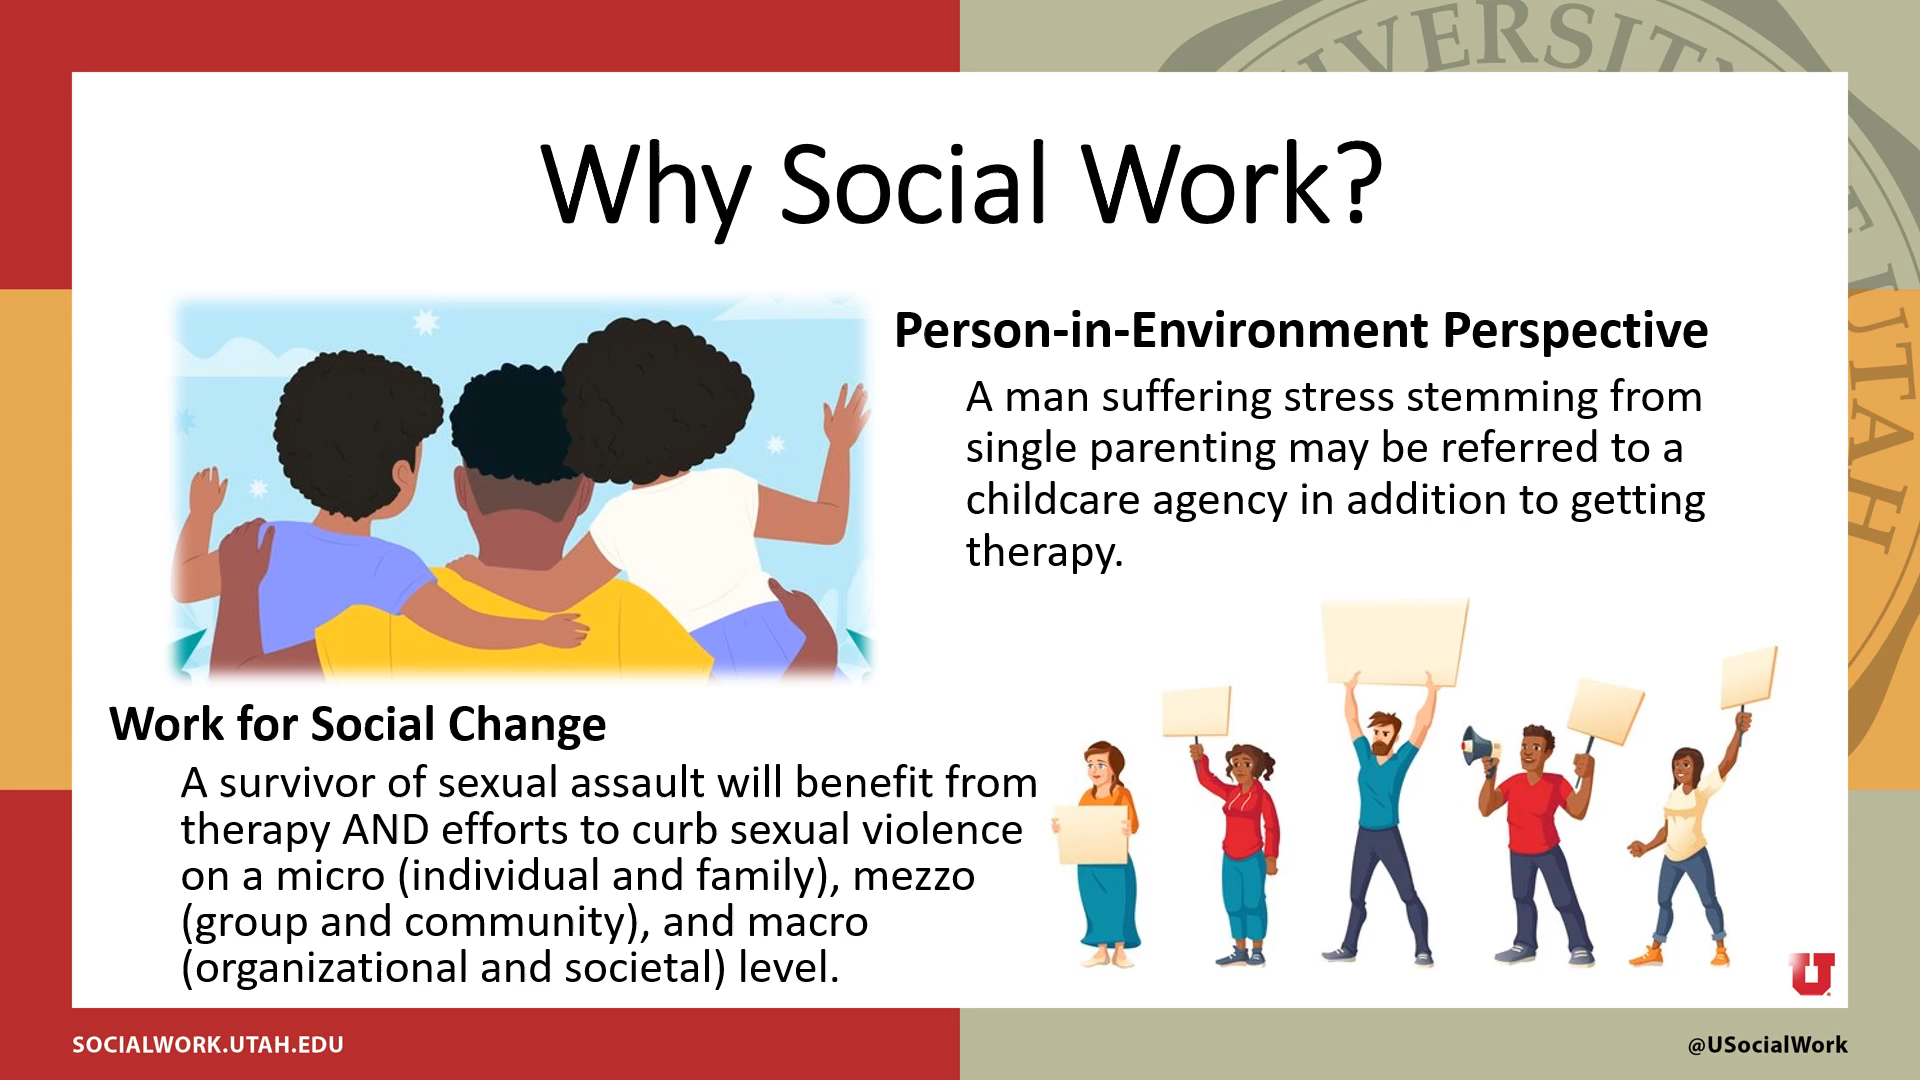 Why Social Work?
Person-in-Environment Perspective
A man suffering stress stemming from
single parenting may be referred to a
childcare agency in addition to getting
therapy.
Work for Social Change
A survivor of sexual assault will benefit from
therapy AND efforts to curb sexual violence
on a micro (individual and family), mezzo
(group and community), and macro
(organizational and societal) level.
U
SOCIALWORK.UTAH.EDU
@USocialWork
UTAH